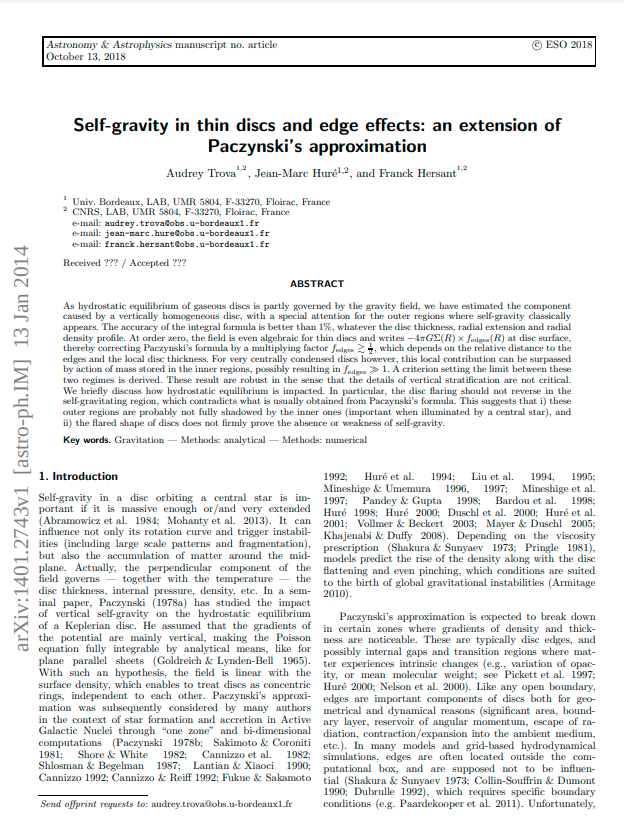 Astronomy & Astrophysics manuscript no. article
© ESO 2018
October 13, 2018
Self-gravity in thin discs and edge effects: an extension of
Paczynski's approximation
Audrey Trova1,2, Jean-Marc Huré1,2, and Franck Hersant1,2
1 Univ. Bordeaux, LAB, UMR 5804, F-33270, Floirac, France
2 CNRS, LAB, UMR 5804, F-33270, Floirac, France
e-mail: audrey.trova@obs.u-bordeaux1.fr
e-mail: jean-marc.hure@obs.u-bordeaux1.fr
e-mail: franck.hersant@obs.u-bordeaux1.fr
Received ??? / Accepted ???
ABSTRACT
As hydrostatic equilibrium of gaseous discs is partly governed by the gravity field, we have estimated the component
caused by a vertically homogeneous disc, with a special attention for the outer regions where self-gravity classically
appears. The accuracy of the integral formula is better than 1%, whatever the disc thickness, radial extension and radial
density profile. At order zero, the field is even algebraic for thin discs and writes −4πGΣ(R) × fedges(R) at disc surface,
thereby correcting Paczynski's formula by a multiplying factor fedges ≳ 1/2, which depends on the relative distance to the
edges and the local disc thickness. For very centrally condensed discs however, this local contribution can be surpassed
by action of mass stored in the inner regions, possibly resulting in fedges ≫ 1. A criterion setting the limit between these
two regimes is derived. These result are robust in the sense that the details of vertical stratification are not critical.
We briefly discuss how hydrostatic equilibrium is impacted. In particular, the disc flaring should not reverse in the
self-gravitating region, which contradicts what is usually obtained from Paczynski's formula. This suggests that i) these
outer regions are probably not fully shadowed by the inner ones (important when illuminated by a central star), and
ii) the flared shape of discs does not firmly prove the absence or weakness of self-gravity.
Key words. Gravitation — Methods: analytical — Methods: numerical
arXiv:1401.2743v1 [astro-ph.IM] 13 Jan 2014
1. Introduction
Self-gravity in a disc orbiting a central star is im-
portant if it is massive enough or/and very extended
(Abramowicz et al. 1984; Mohanty et al. 2013). It can
influence not only its rotation curve and trigger instabil-
ities (including large scale patterns and fragmentation),
but also the accumulation of matter around the mid-
plane. Actually, the perpendicular component of the
field governs — together with the temperature — the
disc thickness, internal pressure, density, etc. In a sem-
inal paper, Paczynski (1978a) has studied the impact
of vertical self-gravity on the hydrostatic equilibrium
of a Keplerian disc. He assumed that the gradients of
the potential are mainly vertical, making the Poisson
equation fully integrable by analytical means, like for
plane parallel sheets (Goldreich & Lynden-Bell 1965).
With such an hypothesis, the field is linear with the
surface density, which enables to treat discs as concentric
rings, independent to each other. Paczynski's approxi-
mation was subsequently considered by many authors
in the context of star formation and accretion in Active
Galactic Nuclei through "one zone" and bi-dimensional
computations (Paczynski 1978b; Sakimoto & Coroniti
1981; Shore & White 1982; Cannizzo et al. 1982;
Shlosman & Begelman 1987; Lantian & Xiaoci 1990;
Cannizzo 1992; Cannizzo & Reiff 1992; Fukue & Sakamoto
Send offprint requests to: audrey.trova@obs.u-bordeaux1.fr
1992; Huré et al. 1994; Liu et al. 1994, 1995;
Mineshige & Umemura 1996, 1997; Mineshige et al.
1997; Pandey & Gupta 1998; Bardou et al. 1998;
Huré 1998; Huré 2000; Duschl et al. 2000; Huré et al.
2001; Vollmer & Beckert 2003; Mayer & Duschl 2005;
Khajenabi & Duffy 2008). Depending on the viscosity
prescription (Shakura & Sunyaev 1973; Pringle 1981),
models predict the rise of the density along with the disc
flattening and even pinching, which conditions are suited
to the birth of global gravitational instabilities (Armitage
2010).
Paczynski's approximation is expected to break down
in certain zones where gradients of density and thick-
ness are noticeable. These are typically disc edges, and
possibly internal gaps and transition regions where mat-
ter experiences intrinsic changes (e.g., variation of opac-
ity, or mean molecular weight; see Pickett et al. 1997;
Huré 2000; Nelson et al. 2000). Like any open boundary,
edges are important components of discs both for geo-
metrical and dynamical reasons (significant area, bound-
ary layer, reservoir of angular momentum, escape of ra-
diation, contraction/expansion into the ambient medium,
etc.). In many models and grid-based hydrodynamical
simulations, edges are often located outside the com-
putational box, and are supposed not to be influen-
tial (Shakura & Sunyaev 1973; Collin-Souffrin & Dumont
1990; Dubrulle 1992), which requires specific boundary
conditions (e.g. Paardekooper et al. 2011). Unfortunately,